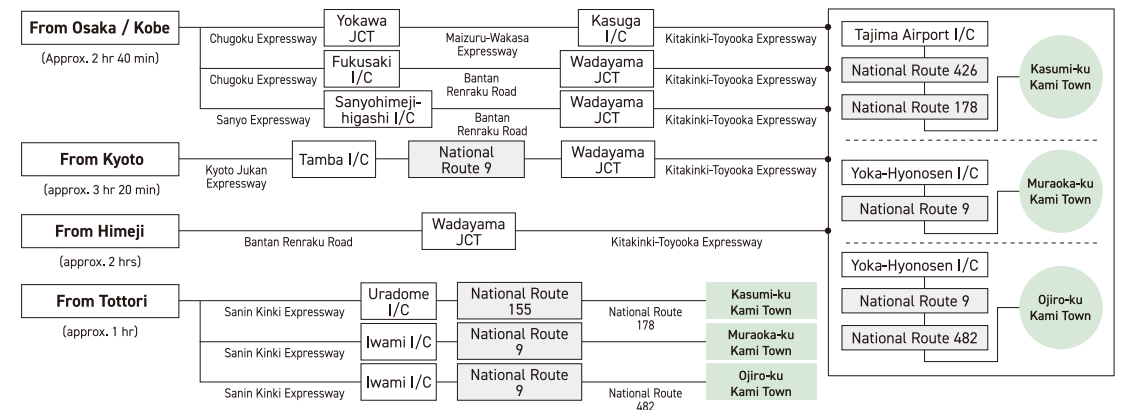 From Osaka / Kobe
(Approx. 2 hr 40 min)
Chugoku Expressway
Yokawa
JCT
Maizuru-Wakasa
Expressway
Kasuga
I/C
Kitakinki-Toyooka Expressway
Chugoku Expressway
Fukusaki
I/C
Bantan
Renraku Road
Wadayama
JCT
Kitakinki-Toyooka Expressway
Sanyo Expressway
Sanyohimeji-
higashi I/C
Bantan
Renraku Road
Wadayama
JCT
Kitakinki-Toyooka Expressway
From Kyoto
(approx. 3 hr 20 min)
Kyoto Jukan
Expressway
Tamba I/C
National
Route 9
Wadayama
JCT
Kitakinki-Toyooka Expressway
From Himeji
(approx. 2 hrs)
Bantan Renraku Road
Wadayama
JCT
Kitakinki-Toyooka Expressway
Tajima Airport I/C
National Route 426
National Route 178
Kasumi-ku
Kami Town
Yoka-Hyonosen I/C
National Route 9
Muraoka-ku
Kami Town
Yoka-Hyonosen I/C
National Route 9
National Route 482
Ojiro-ku
Kami Town
From Tottori
(approx. 1 hr)
Sanin Kinki Expressway
Uradome
I/C
National Route
155
National Route
178
Kasumi-ku
Kami Town
Sanin Kinki Expressway
Iwami I/C
National Route
9
Muraoka-ku
Kami Town
Sanin Kinki Expressway
Iwami I/C
National Route
9
National Route
482
Ojiro-ku
Kami Town